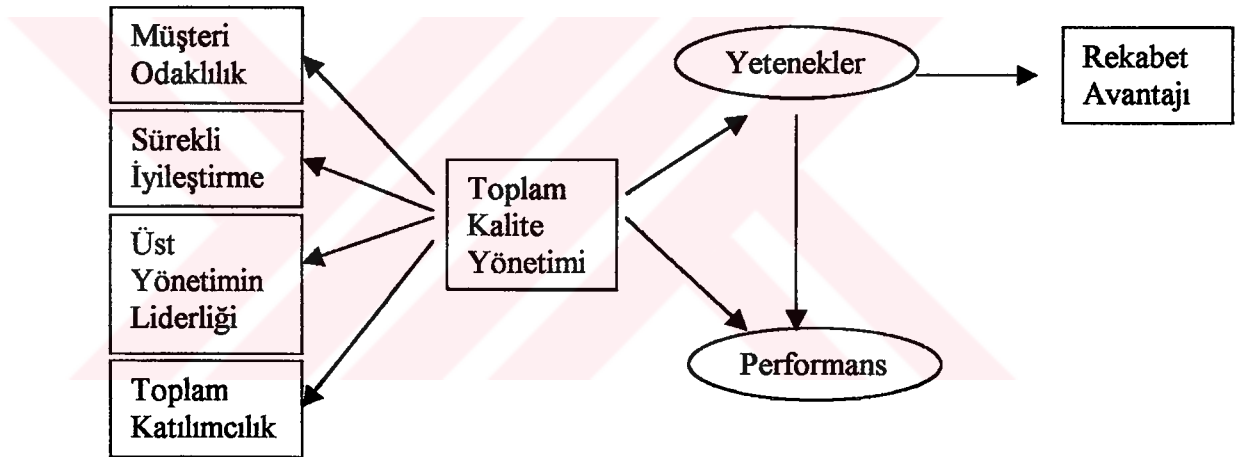 Müşteri
Odaklılık
Sürekli
İyileştirme
Üst
Yönetimin
Liderliği
Toplam
Katılımcılık
Toplam
Kalite
Yönetimi
Yetenekler
Performans
Rekabet
Avantajı